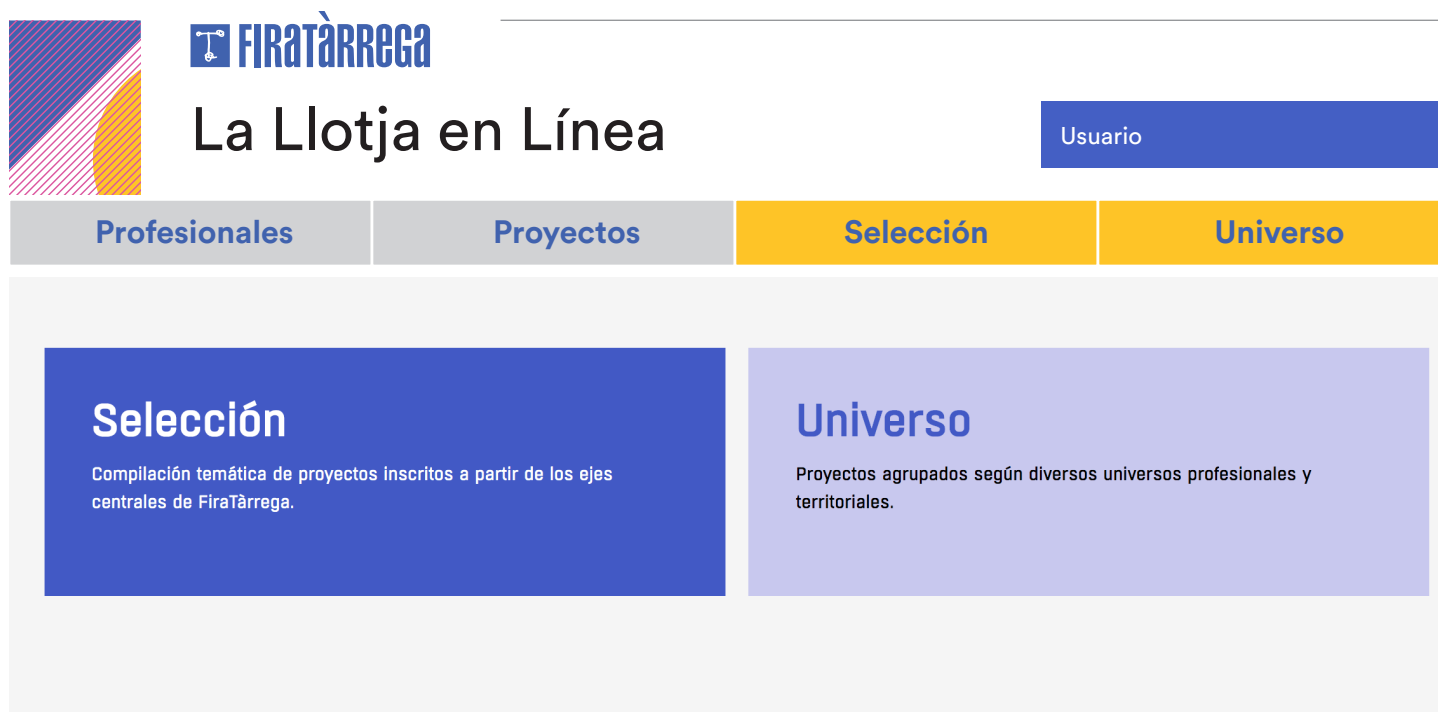 FIRATÀRREGA
La Llotja en Línea
Usuario
Profesionales
Proyectos
Selección
Universo
Selección
Compilación temática de proyectos inscritos a partir de los ejes
centrales de FiraTàrrega.
Universo
Proyectos agrupados según diversos universos profesionales y
territoriales.